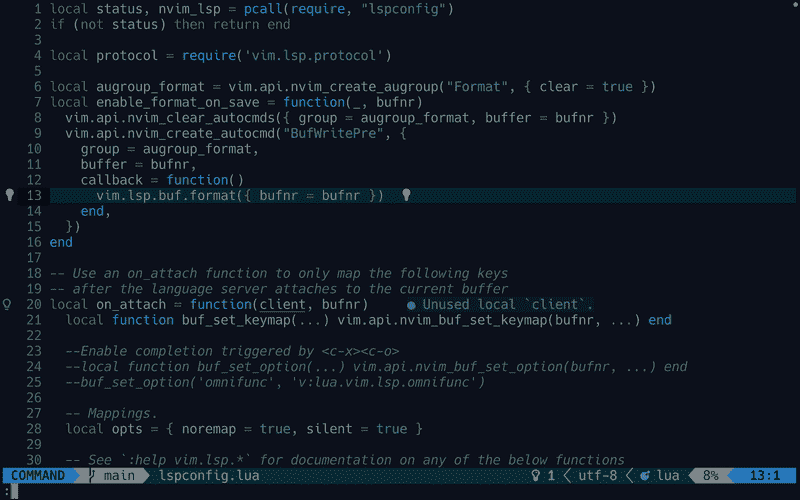 1 local status, nvim_lsp = pcall(require, "lspconfig")
2 if (not status) then return end
3
4 local protocol = require('vim.lsp.protocol')
5
6 local augroup_format = vim.api.nvim_create_augroup("Format", { clear = true })
7 local enable_format_on_save = function(_, bufnr)
8   vim.api.nvim_clear_autocmds({ group = augroup_format, buffer = bufnr })
9   vim.api.nvim_create_autocmd("BufWritePre", {
10     group = augroup_format,
11     buffer = bufnr,
12     callback = function()
13       vim.lsp.buf.format({ bufnr = bufnr })
14     end,
15   })
16 end
17
18 -- Use an on_attach function to only map the following keys
19 -- after the language server attaches to the current buffer
20 local on_attach = function(client, bufnr)     ● Unused local `client`.
21   local function buf_set_keymap(...) vim.api.nvim_buf_set_keymap(bufnr, ...) end
22
23   --Enable completion triggered by <c-x><c-o>
24   --local function buf_set_option(...) vim.api.nvim_buf_set_option(bufnr, ...) end
25   --buf_set_option('omnifunc', 'v:lua.vim.lsp.omnifunc')
26
27   -- Mappings.
28   local opts = { noremap = true, silent = true }
29
30   -- See `:help vim.lsp.*` for documentation on any of the below functions
COMMAND main lspconfig.lua 1 utf-8 lua 8% 13:1
: